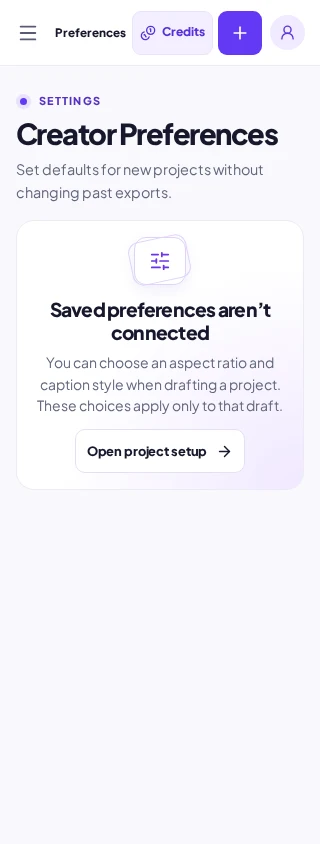 Preferences
Credits
SETTINGS
Creator Preferences
Set defaults for new projects without
changing past exports.
Saved preferences aren’t
connected
You can choose an aspect ratio and
caption style when drafting a project.
These choices apply only to that draft.
Open project setup